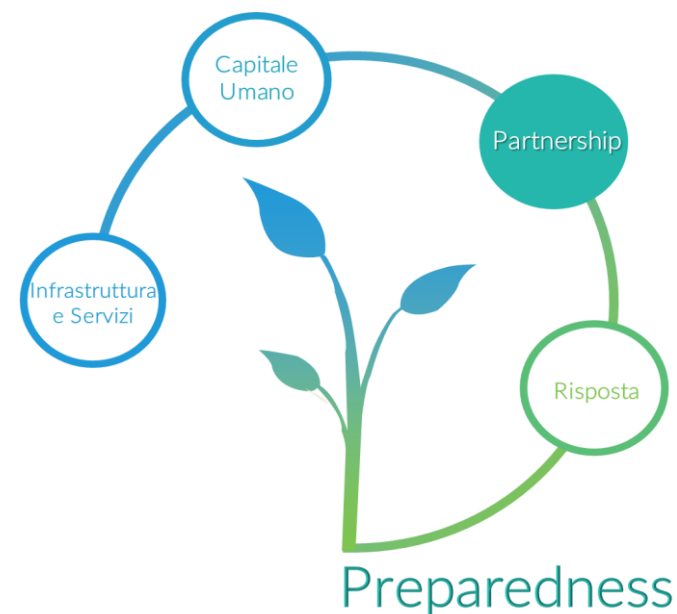 Capitale
Umano
Partnership
Infrastruttura
e Servizi
Risposta
Preparedness